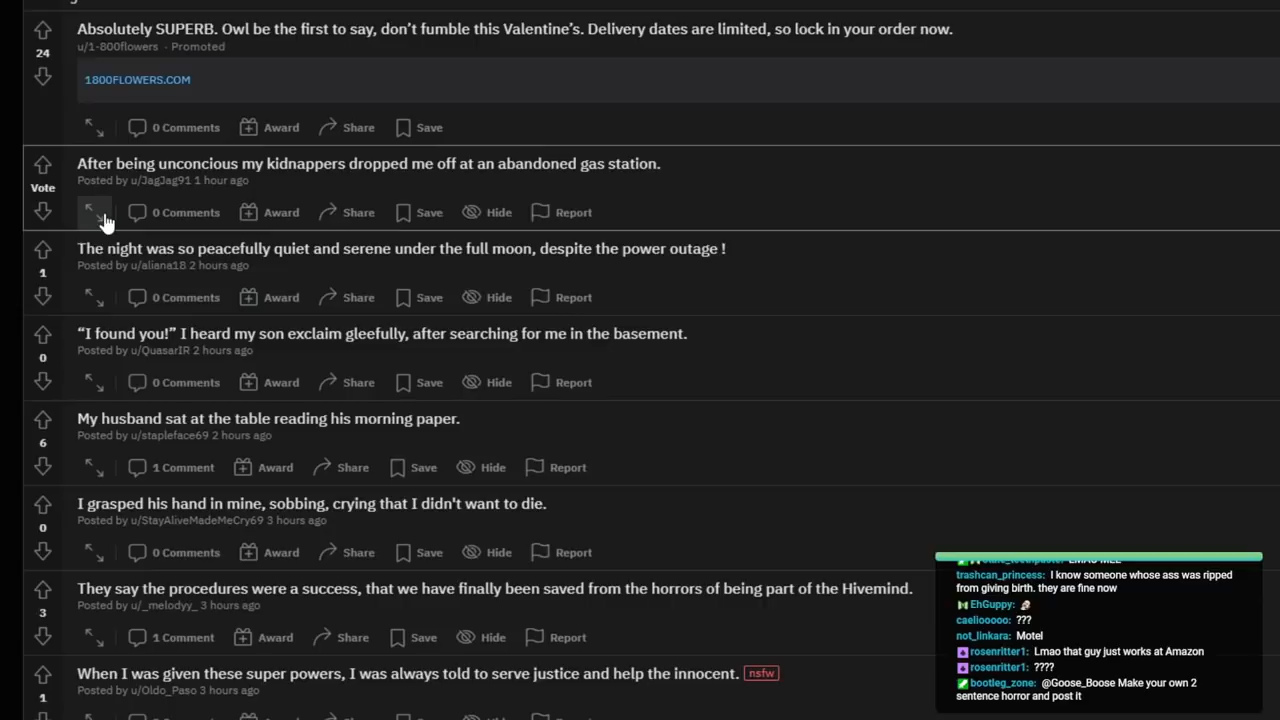 Absolutely SUPERB. Owl be the first to say, don't fumble this Valentine's. Delivery dates are limited, so lock in your order now.
u/1-800flowers · Promoted
24
1800FLOWERS.COM
0 Comments Award Share Save
After being unconcious my kidnappers dropped me off at an abandoned gas station.
Posted by u/JagJag91 1 hour ago
Vote
0 Comments Award Share Save Hide Report
The night was so peacefully quiet and serene under the full moon, despite the power outage !
Posted by u/aliana18 2 hours ago
1
0 Comments Award Share Save Hide Report
“I found you!” I heard my son exclaim gleefully, after searching for me in the basement.
Posted by u/QuasarIR 2 hours ago
0
0 Comments Award Share Save Hide Report
My husband sat at the table reading his morning paper.
Posted by u/stapleface69 2 hours ago
6
1 Comment Award Share Save Hide Report
I grasped his hand in mine, sobbing, crying that I didn't want to die.
Posted by u/StayAliveMadeMeCry69 3 hours ago
0
0 Comments Award Share Save Hide Report
They say the procedures were a success, that we have finally been saved from the horrors of being part of the Hivemind.
Posted by u/_melodyy_ 3 hours ago
3
1 Comment Award Share Save Hide Report
When I was given these super powers, I was always told to serve justice and help the innocent. nsfw
Posted by u/Oldo_Paso 3 hours ago
1
trashcan_princess: I know someone whose ass was ripped
from giving birth. they are fine now
EhGuppy:
caeliooooo: ???
not_linkara: Motel
rosenritter1: Lmao that guy just works at Amazon
rosenritter1: ????
bootleg_zone: @Goose_Boose Make your own 2
sentence horror and post it